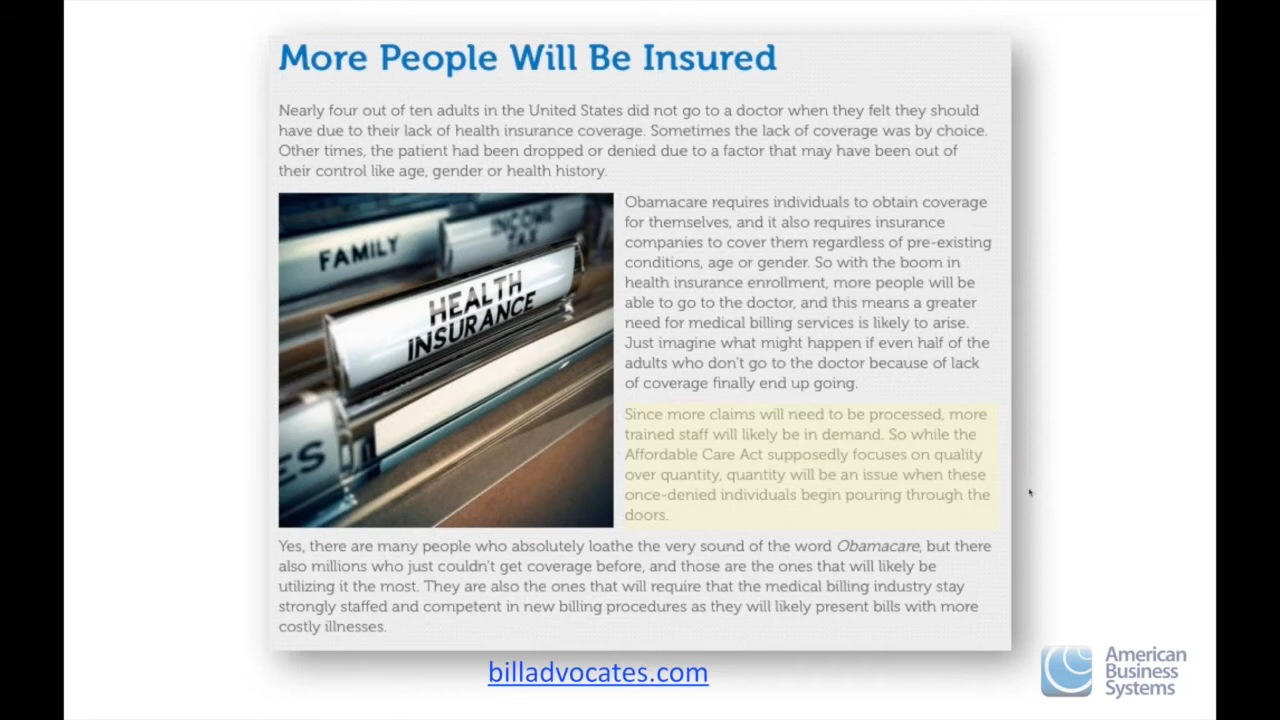 More People Will Be Insured
Nearly four out of ten adults in the United States did not go to a doctor when they felt they should
have due to their lack of health insurance coverage. Sometimes the lack of coverage was by choice.
Other times, the patient had been dropped or denied due to a factor that may have been out of
their control like age, gender or health history.
FAMILY
INCOME
TAX
HEALTH
INSURANCE
ES
Obamacare requires individuals to obtain coverage
for themselves, and it also requires insurance
companies to cover them regardless of pre-existing
conditions, age or gender. So with the boom in
health insurance enrollment, more people will be
able to go to the doctor, and this means a greater
need for medical billing services is likely to arise.
Just imagine what might happen if even half of the
adults who don't go to the doctor because of lack
of coverage finally end up going.
Since more claims will need to be processed, more
trained staff will likely be in demand. So while the
Affordable Care Act supposedly focuses on quality
over quantity, quantity will be an issue when these
once-denied individuals begin pouring through the
doors.
Yes, there are many people who absolutely loathe the very sound of the word Obamacare, but there
also millions who just couldn't get coverage before, and those are the ones that will likely be
utilizing it the most. They are also the ones that will require that the medical billing industry stay
strongly staffed and competent in new billing procedures as they will likely present bills with more
costly illnesses.
billadvocates.com
American
Business
Systems